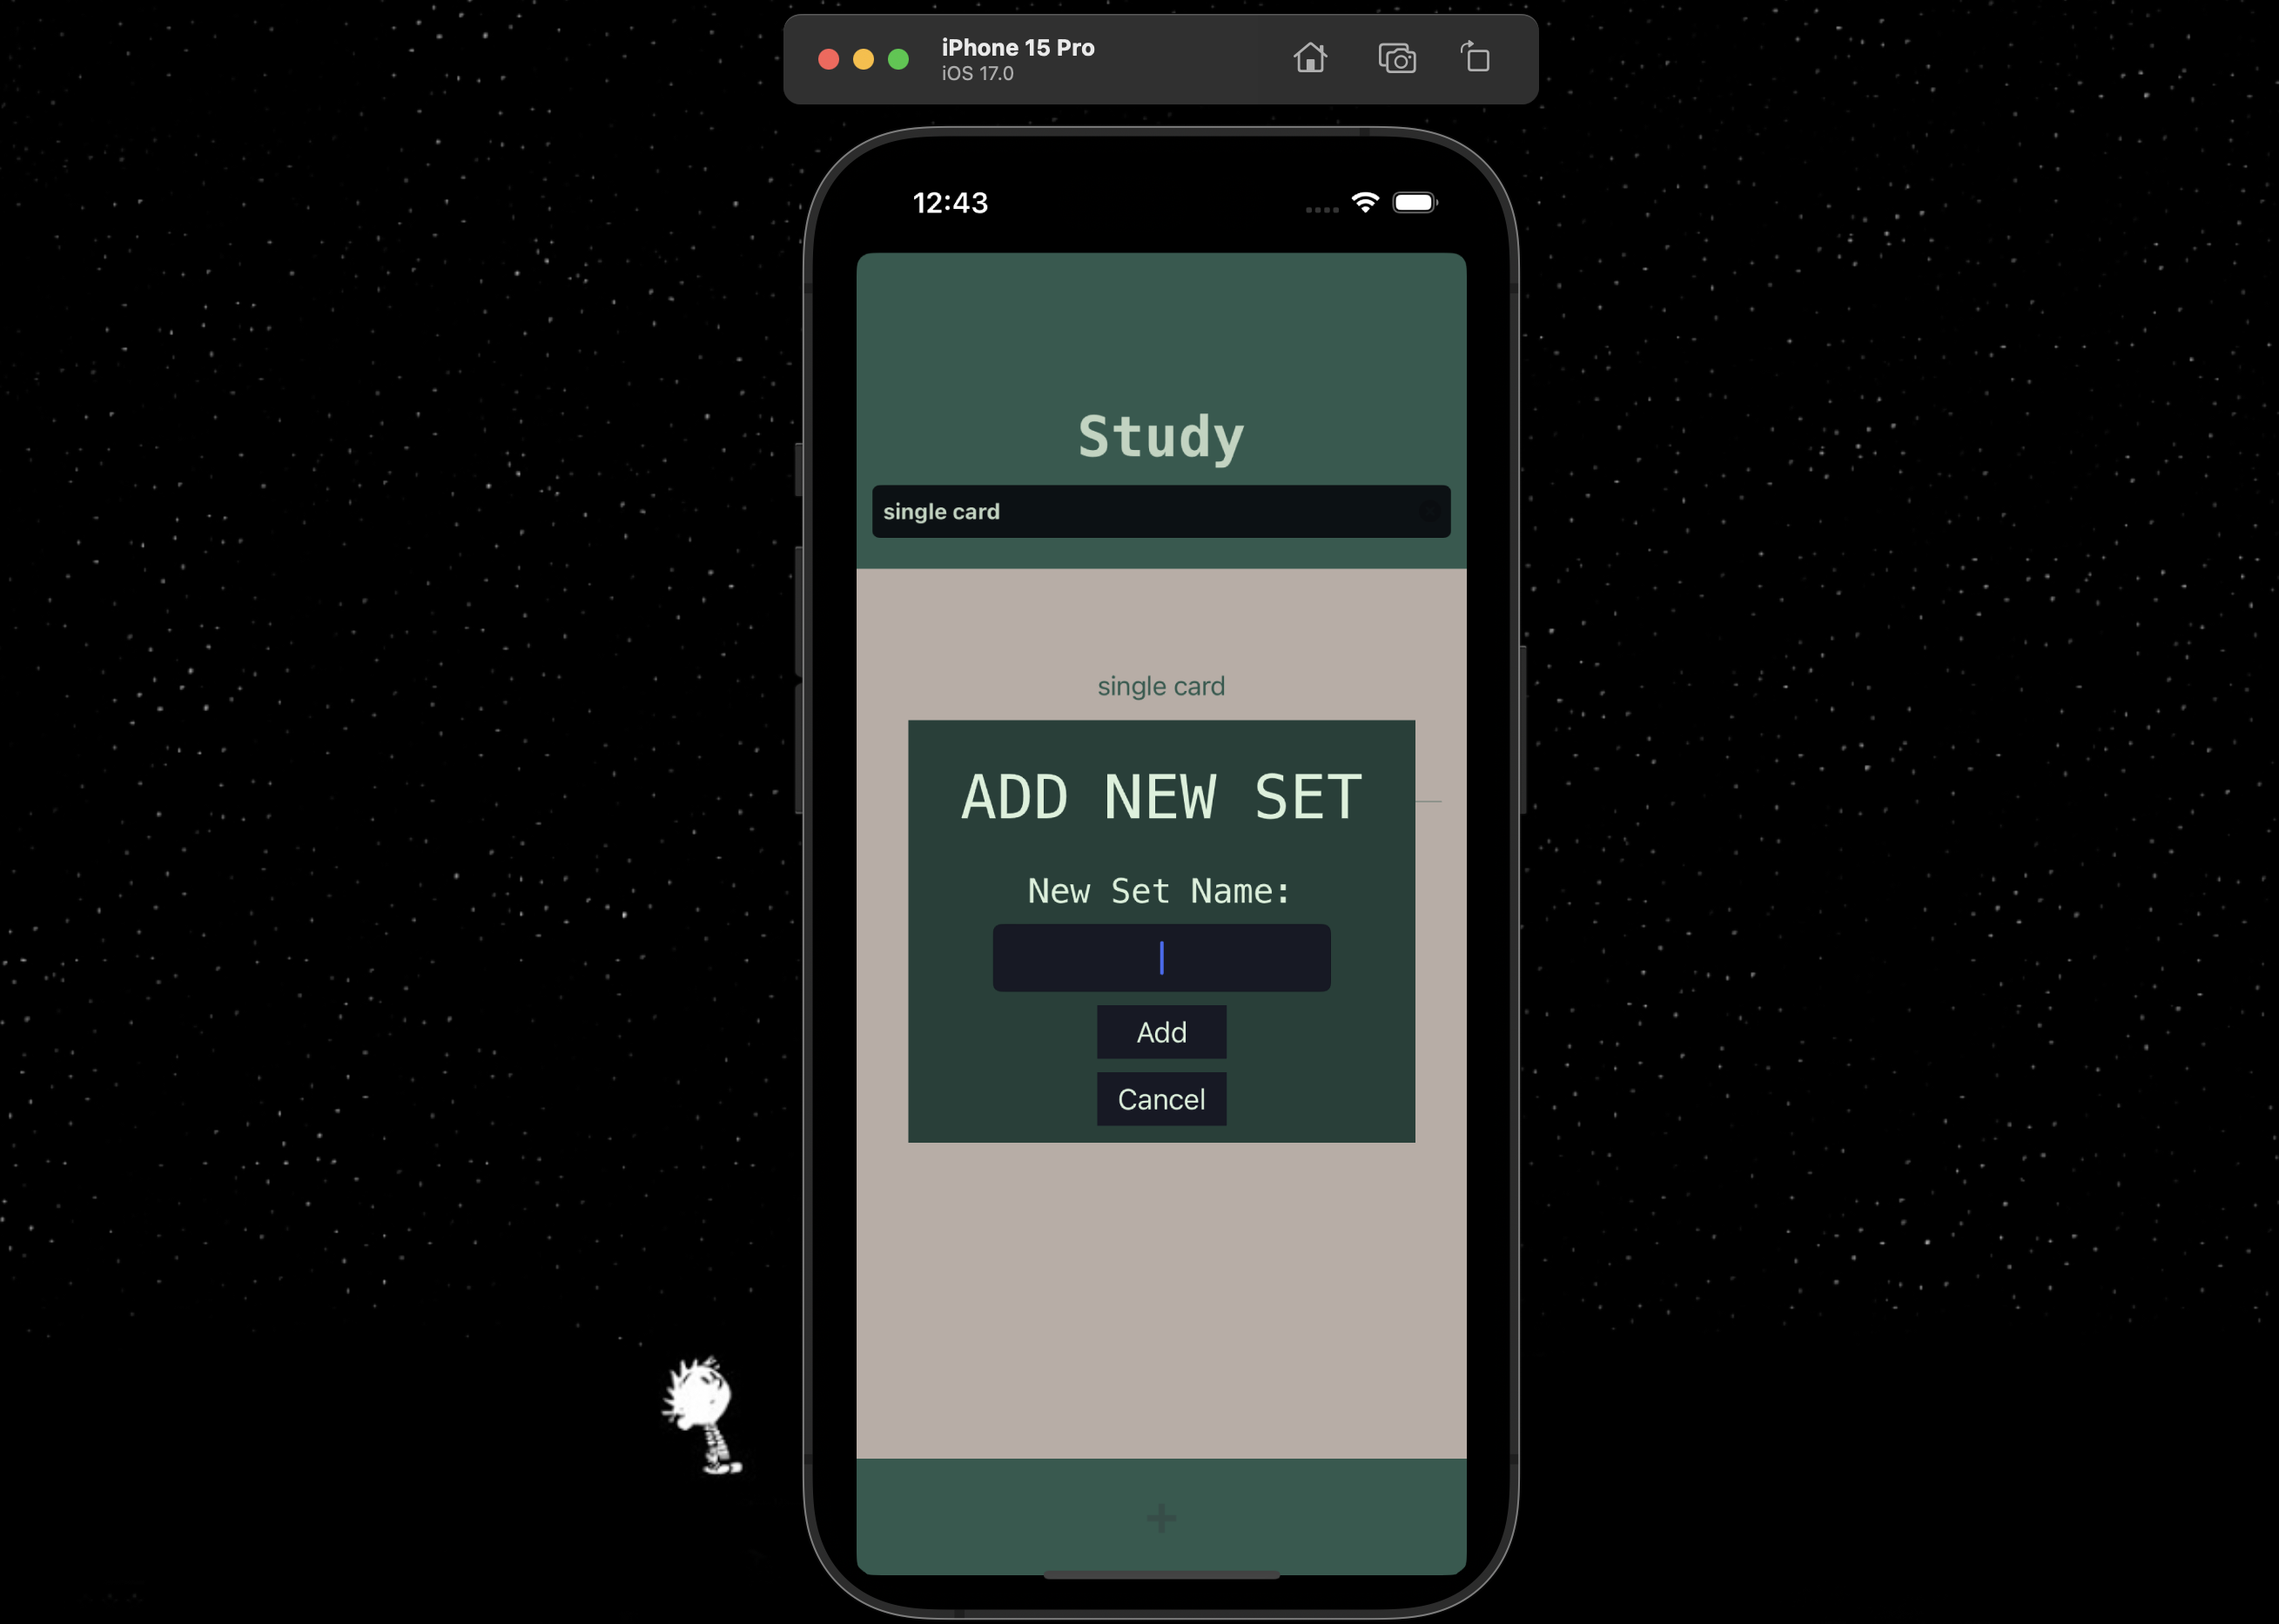 iPhone 15 Pro
iOS 17.0
12:43
Study
single card
single card
ADD NEW SET
New Set Name:
Add
Cancel
+